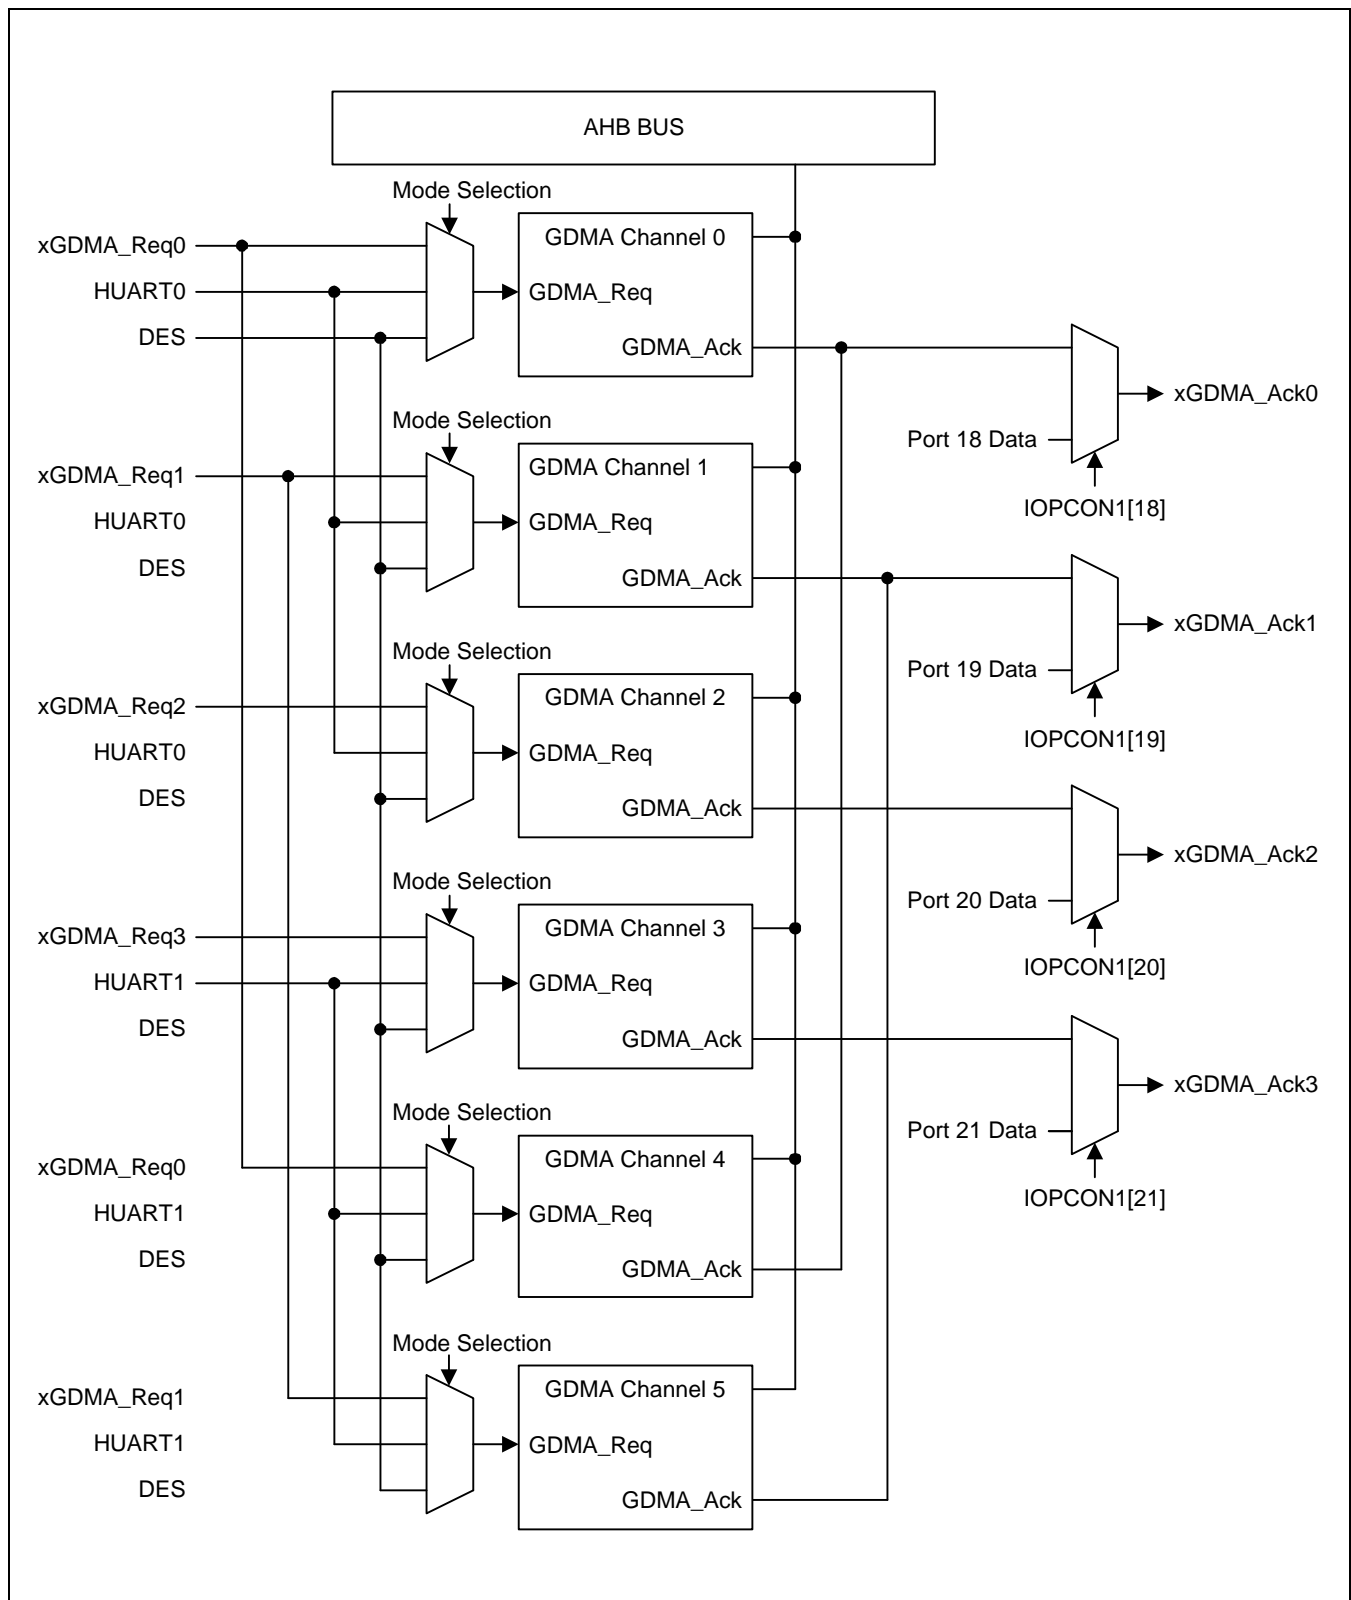 AHB BUS
Mode Selection
xGDMA_Req0
HUART0
DES
GDMA Channel 0
GDMA_Req
GDMA_Ack
xGDMA_Ack0
Port 18 Data
IOPCON1[18]
Mode Selection
xGDMA_Req1
HUART0
DES
GDMA Channel 1
GDMA_Req
GDMA_Ack
xGDMA_Ack1
Port 19 Data
IOPCON1[19]
Mode Selection
xGDMA_Req2
HUART0
DES
GDMA Channel 2
GDMA_Req
GDMA_Ack
xGDMA_Ack2
Port 20 Data
IOPCON1[20]
Mode Selection
xGDMA_Req3
HUART1
DES
GDMA Channel 3
GDMA_Req
GDMA_Ack
xGDMA_Ack3
Port 21 Data
IOPCON1[21]
Mode Selection
xGDMA_Req0
HUART1
DES
GDMA Channel 4
GDMA_Req
GDMA_Ack
Mode Selection
xGDMA_Req1
HUART1
DES
GDMA Channel 5
GDMA_Req
GDMA_Ack